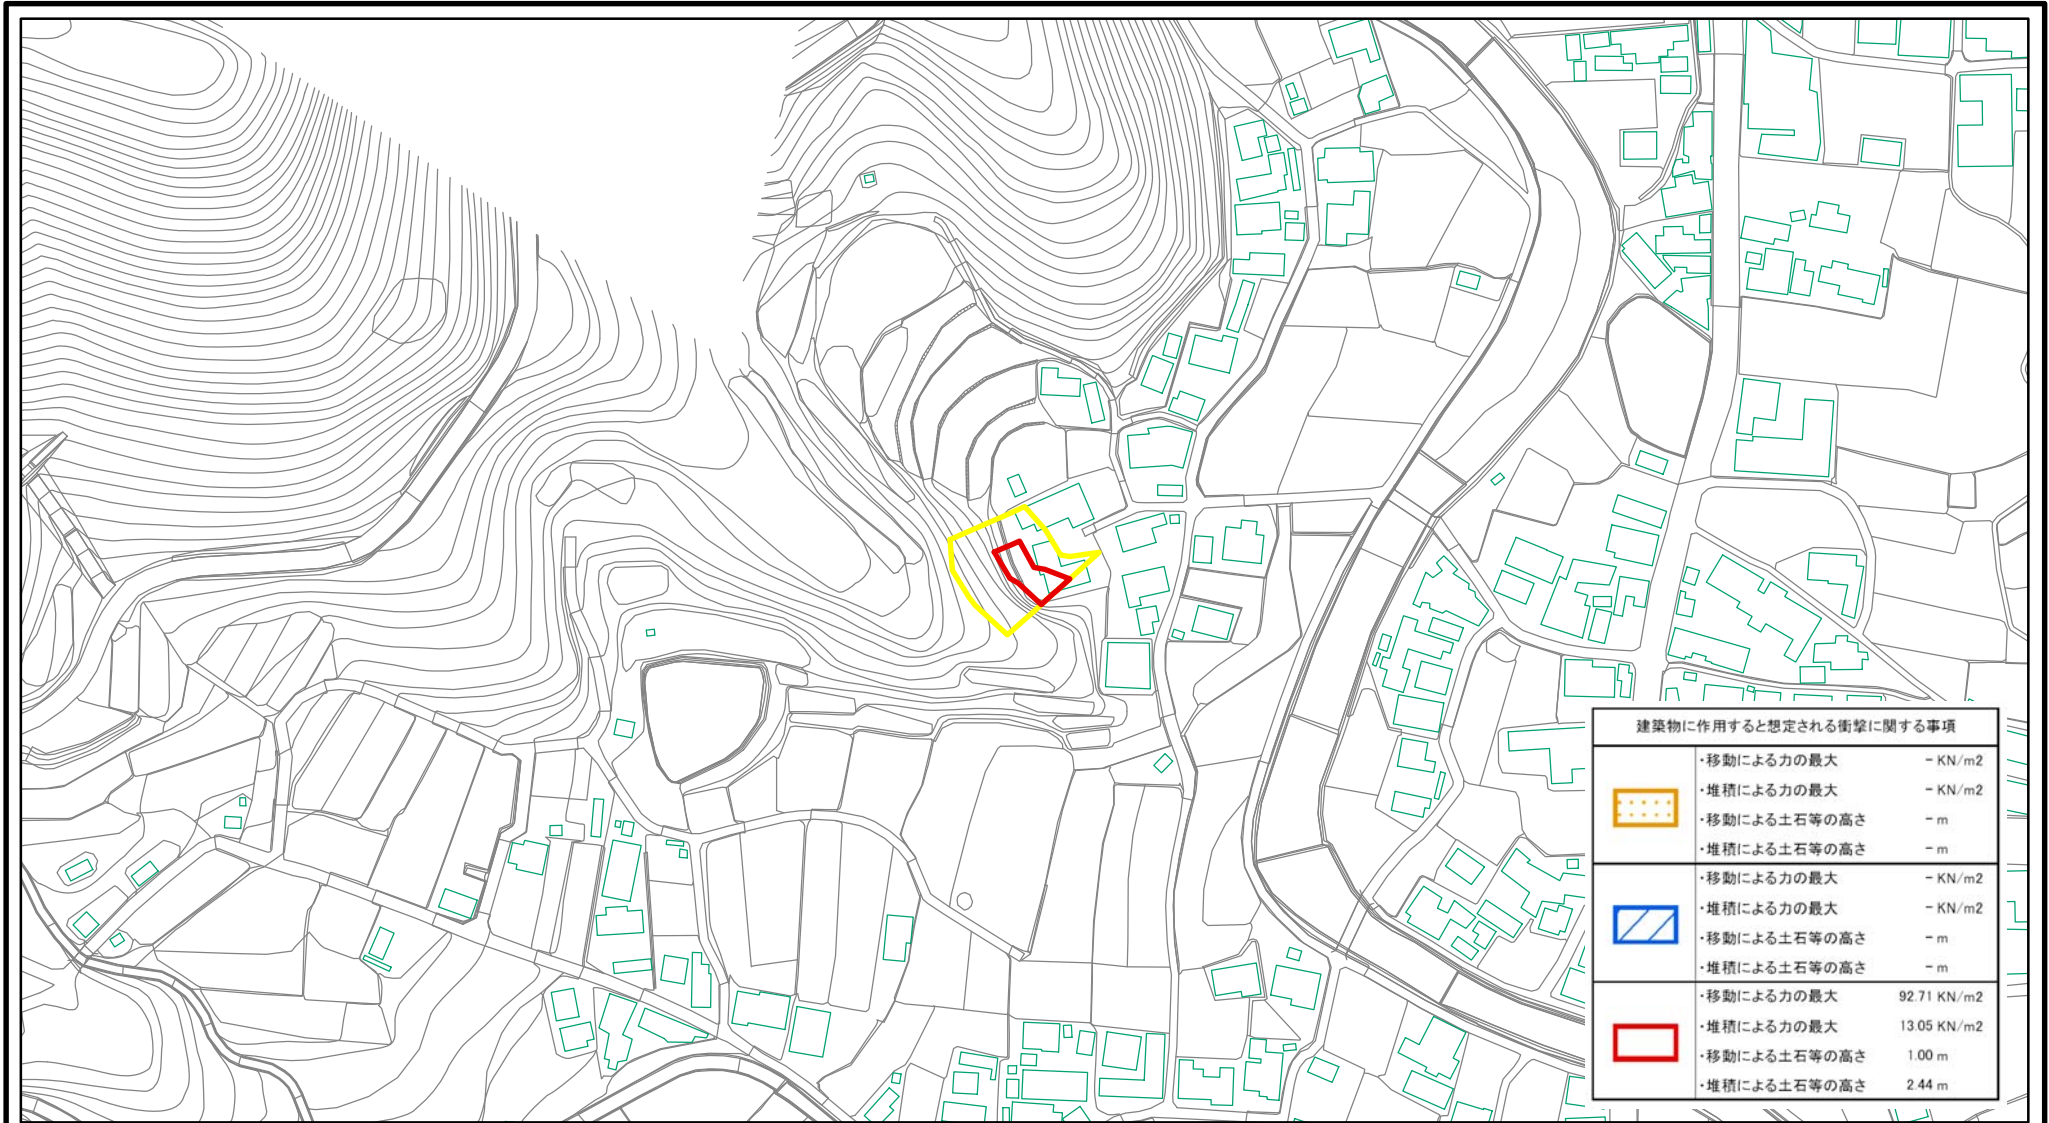 建築物に作用すると想定される衝撃に関する事項
・移動による力の最大 － KN/m2
・堆積による力の最大 － KN/m2
・移動による土石等の高さ － m
・堆積による土石等の高さ － m
・移動による力の最大 － KN/m2
・堆積による力の最大 － KN/m2
・移動による土石等の高さ － m
・堆積による土石等の高さ － m
・移動による力の最大 92.71 KN/m2
・堆積による力の最大 13.05 KN/m2
・移動による土石等の高さ 1.00 m
・堆積による土石等の高さ 2.44 m